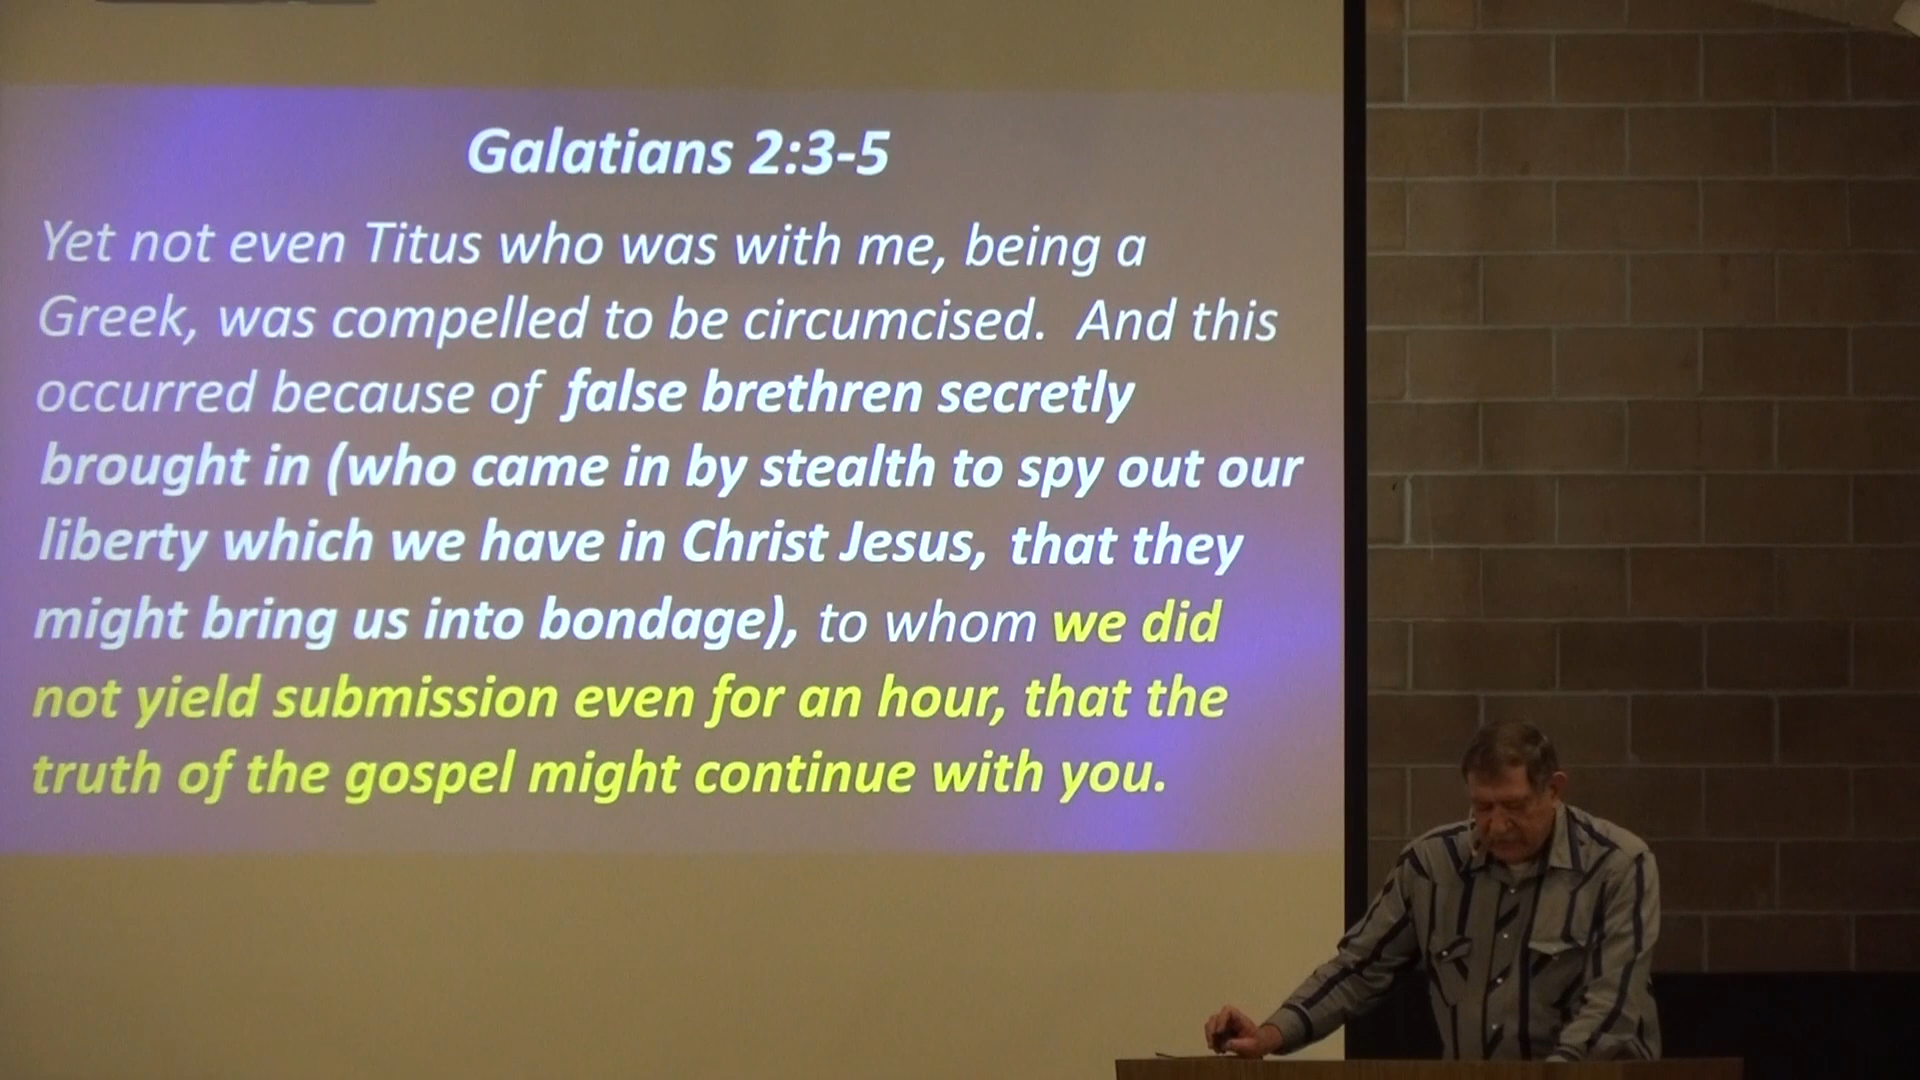 Galatians 2:3-5
Yet not even Titus who was with me, being a
Greek, was compelled to be circumcised. And this
occurred because of false brethren secretly
brought in (who came in by stealth to spy out our
liberty which we have in Christ Jesus, that they
might bring us into bondage), to whom we did
not yield submission even for an hour, that the
truth of the gospel might continue with you.